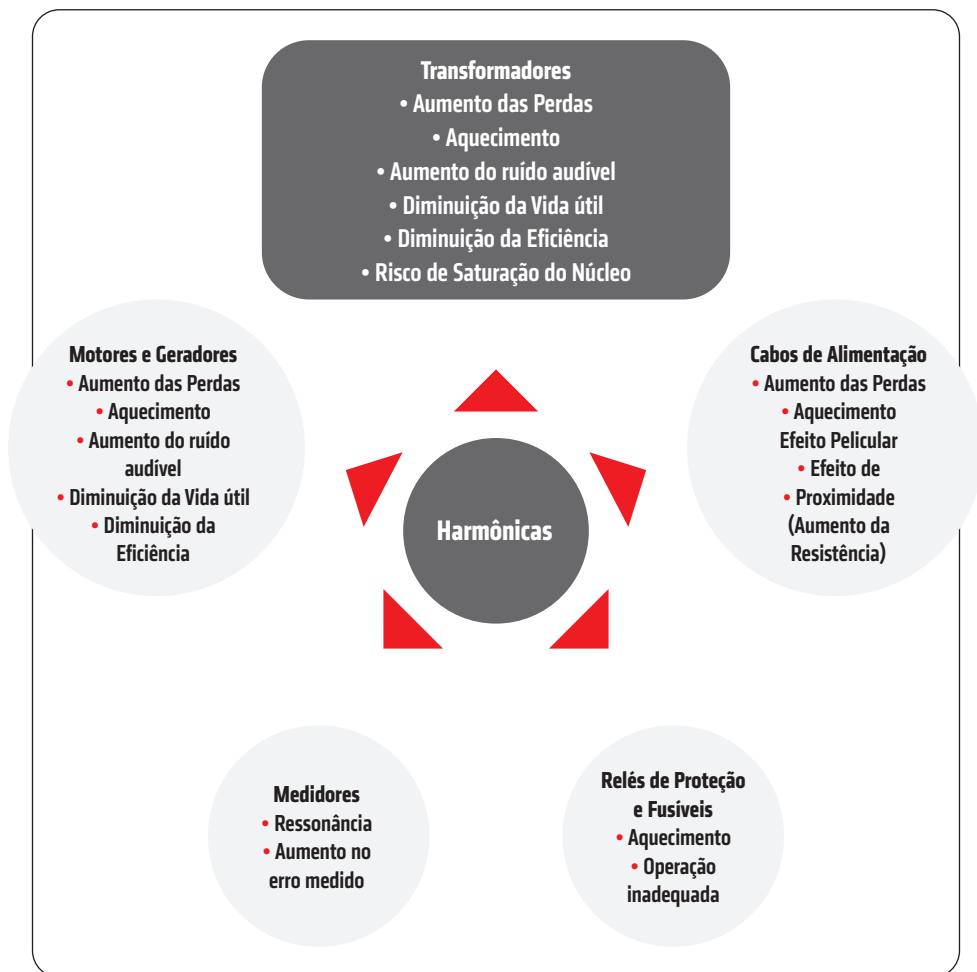 Transformadores
• Aumento das Perdas
• Aquecimento
• Aumento do ruído audível
• Diminuição da Vida útil
• Diminuição da Eficiência
• Risco de Saturação do Núcleo
Motores e Geradores
• Aumento das Perdas
• Aquecimento
• Aumento do ruído
audível
• Diminuição da Vida útil
• Diminuição da
Eficiência
Cabos de Alimentação
• Aumento das Perdas
• Aquecimento
Efeito Pelicular
• Efeito de
• Proximidade
(Aumento da
Resistência)
Harmônicas
Medidores
• Ressonância
• Aumento no
erro medido
Relés de Proteção
e Fusíveis
• Aquecimento
• Operação
inadequada